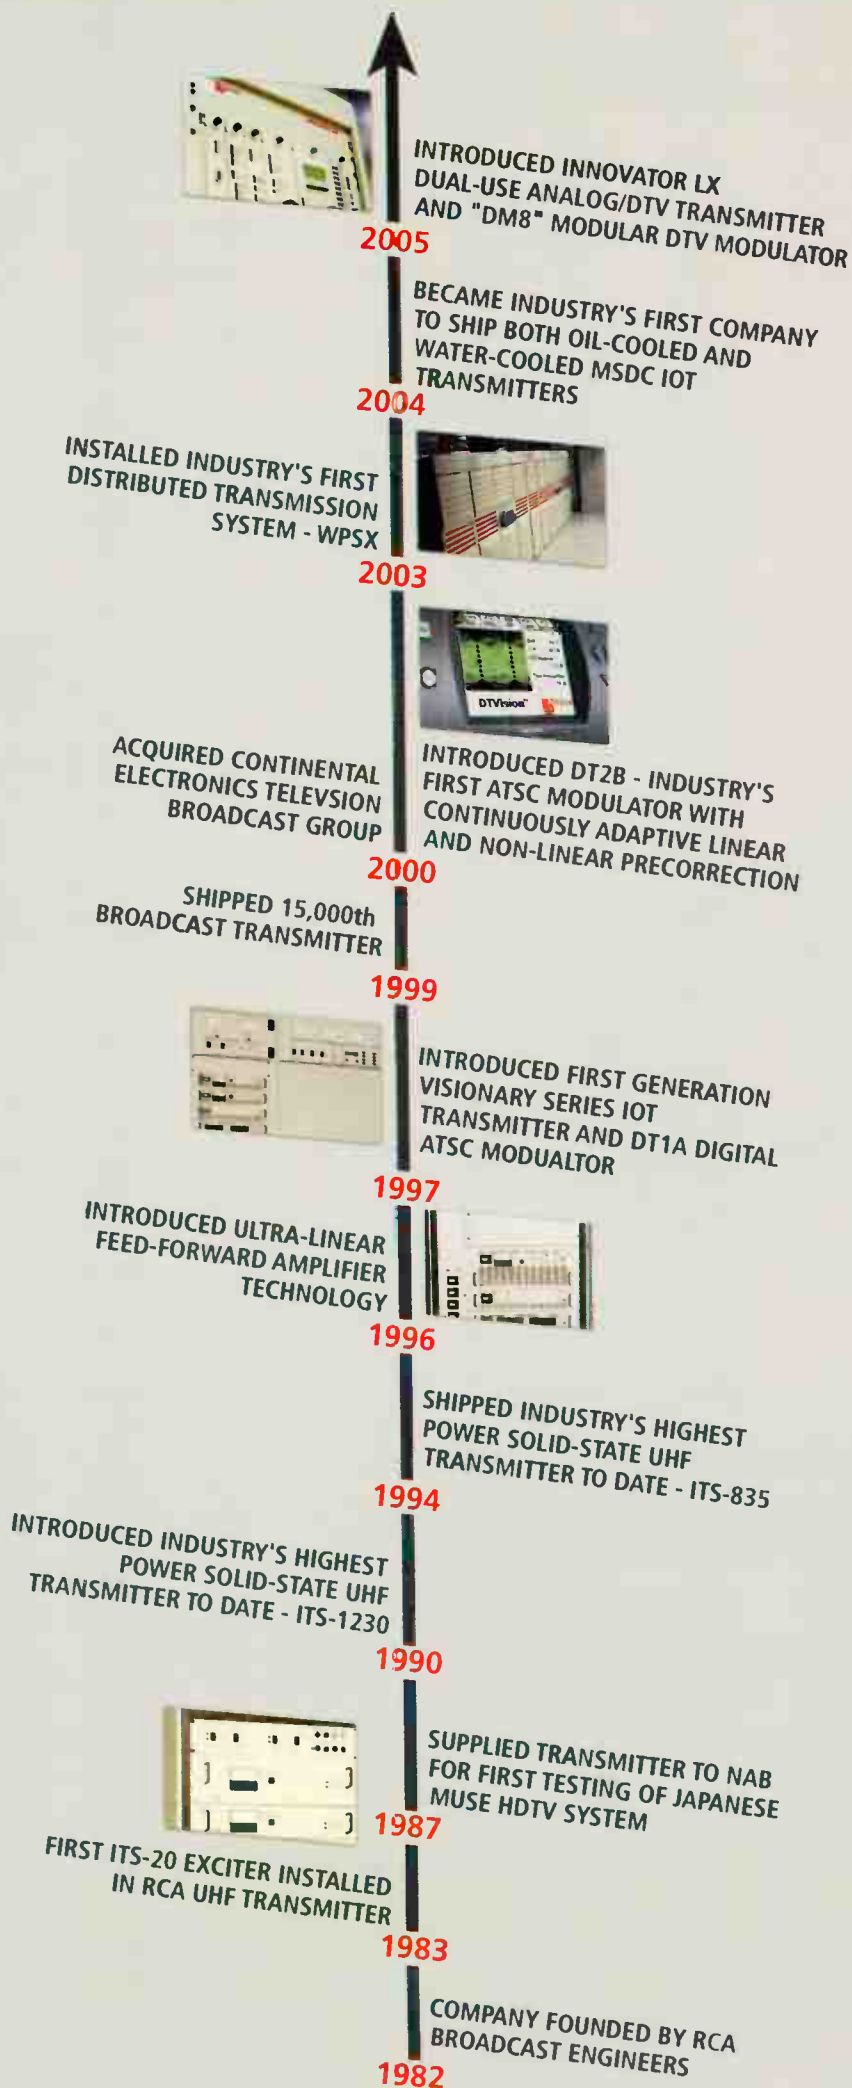 INTRODUCED INNOVATOR LX
DUAL-USE ANALOG/DTV TRANSMITTER
AND "DM8" MODULAR DTV MODULATOR
2005
BECAME INDUSTRY'S FIRST COMPANY
TO SHIP BOTH OIL-COOLED AND
WATER-COOLED MSDC IOT
TRANSMITTERS
2004
INSTALLED INDUSTRY'S FIRST
DISTRIBUTED TRANSMISSION
SYSTEM - WPSX
2003
DTVision
ACQUIRED CONTINENTAL
ELECTRONICS TELEVSION
BROADCAST GROUP
INTRODUCED DT2B - INDUSTRY'S
FIRST ATSC MODULATOR WITH
CONTINUOUSLY ADAPTIVE LINEAR
AND NON-LINEAR PRECORRECTION
2000
SHIPPED 15,000th
BROADCAST TRANSMITTER
1999
INTRODUCED FIRST GENERATION
VISIONARY SERIES IOT
TRANSMITTER AND DT1A DIGITAL
ATSC MODUALTOR
1997
INTRODUCED ULTRA-LINEAR
FEED-FORWARD AMPLIFIER
TECHNOLOGY
1996
SHIPPED INDUSTRY'S HIGHEST
POWER SOLID-STATE UHF
TRANSMITTER TO DATE - ITS-835
1994
INTRODUCED INDUSTRY'S HIGHEST
POWER SOLID-STATE UHF
TRANSMITTER TO DATE - ITS-1230
1990
SUPPLIED TRANSMITTER TO NAB
FOR FIRST TESTING OF JAPANESE
MUSE HDTV SYSTEM
1987
FIRST ITS-20 EXCITER INSTALLED
IN RCA UHF TRANSMITTER
1983
COMPANY FOUNDED BY RCA
BROADCAST ENGINEERS
1982